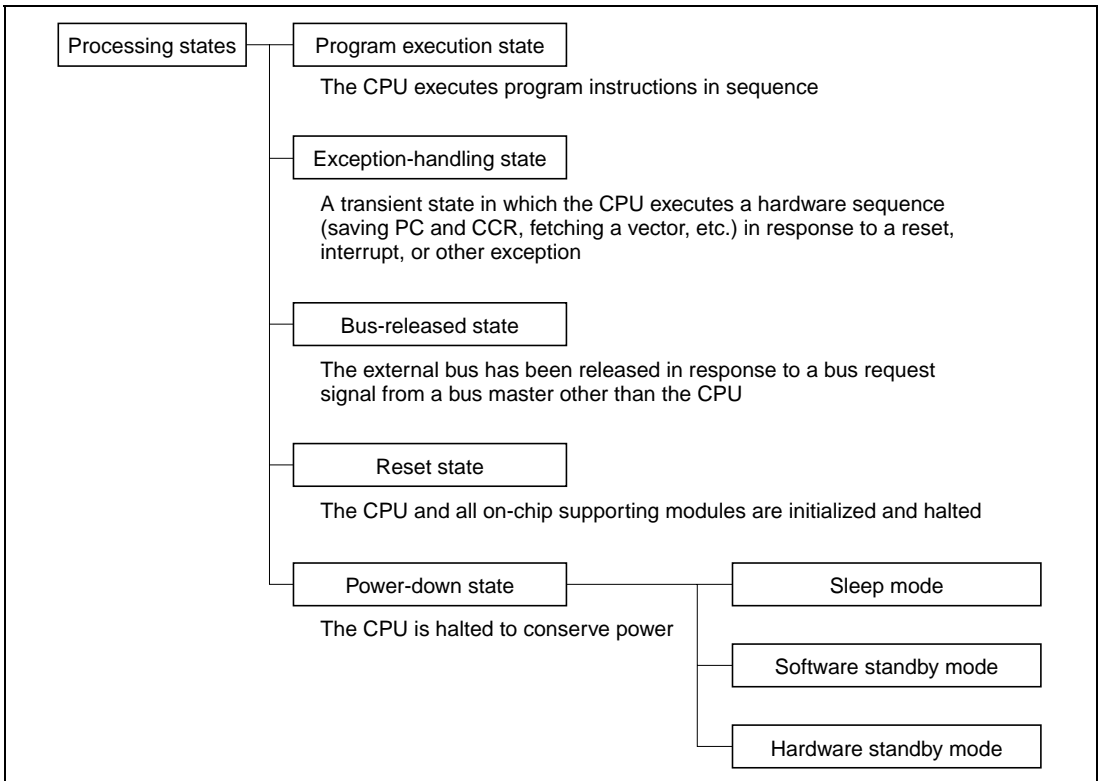 Processing states
Program execution state
The CPU executes program instructions in sequence
Exception-handling state
A transient state in which the CPU executes a hardware sequence
(saving PC and CCR, fetching a vector, etc.) in response to a reset,
interrupt, or other exception
Bus-released state
The external bus has been released in response to a bus request
signal from a bus master other than the CPU
Reset state
The CPU and all on-chip supporting modules are initialized and halted
Power-down state
Sleep mode
The CPU is halted to conserve power
Software standby mode
Hardware standby mode